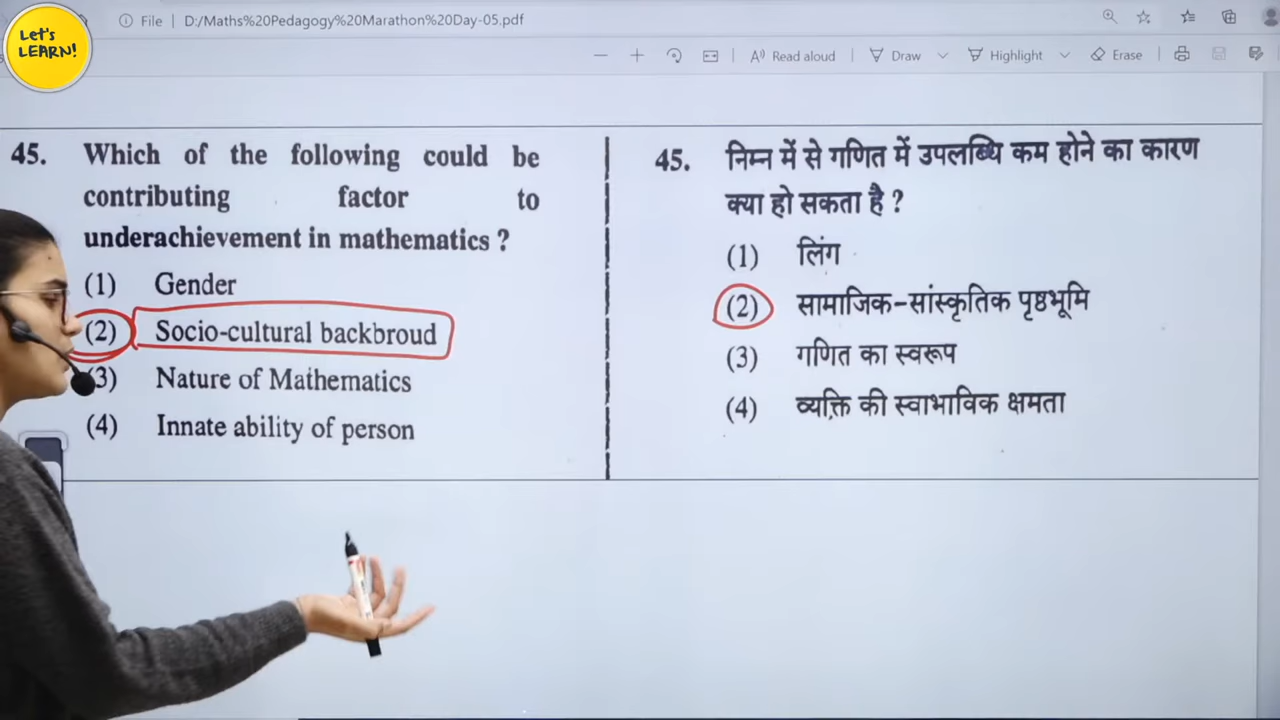 Let's
LEARN!
File
D:/Maths%20Pedagogy%20Marathon%20Day-05.pdf
Read aloud
Draw
Highlight
Erase
45. Which of the following could be
contributing factor to
underachievement in mathematics ?
(1) Gender
(2) Socio-cultural backbroud
3) Nature of Mathematics
(4) Innate ability of person
45. निम्न में से गणित में उपलब्धि कम होने का कारण
क्या हो सकता है ?
(1) लिंग
(2) सामाजिक-सांस्कृतिक पृष्ठभूमि
(3) गणित का स्वरूप
(4) व्यक्ति की स्वाभाविक क्षमता